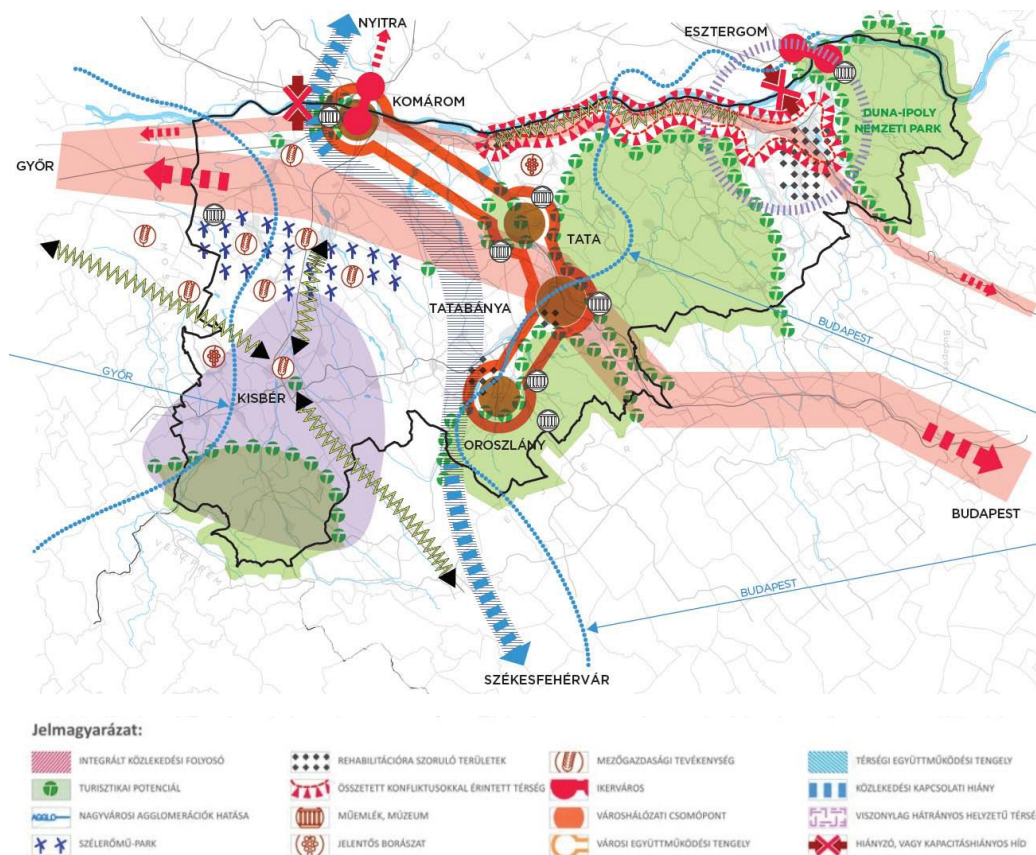 NYITRA
ESZTERGOM
KOMÁROM
DUNA-IPOLY
NEMZETI PARK
GYŐR
TATA
TATABÁNYA
BUDAPEST
GYŐR
KISBÉR
OROSZLÁNY
BUDAPEST
BUDAPEST
SZÉKESFEHÉRVÁR
Jelmagyarázat:
INTEGRÁLT KÖZLEKEDÉSI FOLYOSÓ
REHABILITÁCIÓRA SZORULÓ TERÜLETEK
MEZŐGAZDASÁGI TEVÉKENYSÉG
TÉRSÉGI EGYÜTTMŰKÖDÉSI TENGELY
TURISZTIKAI POTENCIÁL
ÖSSZETETT KONFLIKTUSOKKAL ÉRINTETT TÉRSÉG
IKERVÁROS
KÖZLEKEDÉSI KAPCSOLATI HIÁNY
AGGLO
NAGYVÁROSI AGGLOMERÁCIÓK HATÁSA
MŰEMLÉK, MÚZEUM
VÁROSHÁLÓZATI CSOMÓPONT
VISZONYLAG HÁTRÁNYOS HELYZETŰ TÉRSÉ
SZÉLERŐMŰ-PARK
JELENTŐS BORÁSZAT
VÁROSI EGYÜTTMŰKÖDÉSI TENGELY
HIÁNYZÓ, VAGY KAPACITÁSHIÁNYOS HÍD